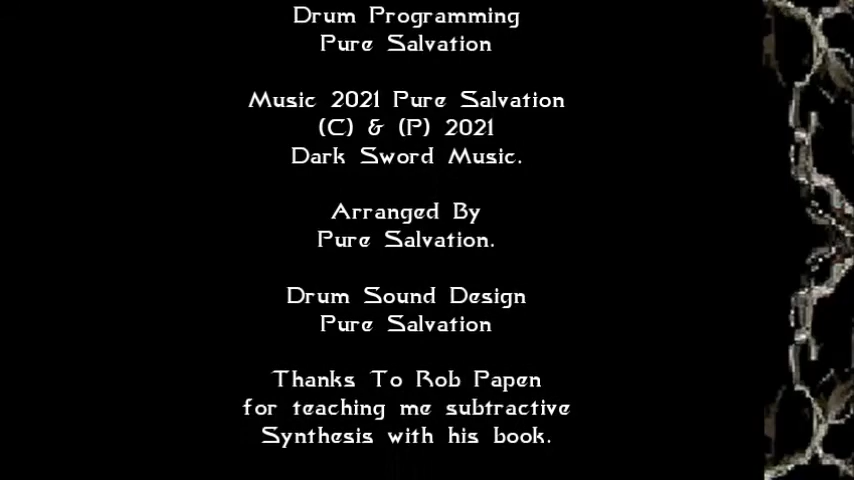 Drum Programming
Pure Salvation
Music 2021 Pure Salvation
(C) & (P) 2021
Dark Sword Music.
Arranged By
Pure Salvation.
Drum Sound Design
Pure Salvation
Thanks To Rob Papen
for teaching me subtractive
Synthesis with his book.